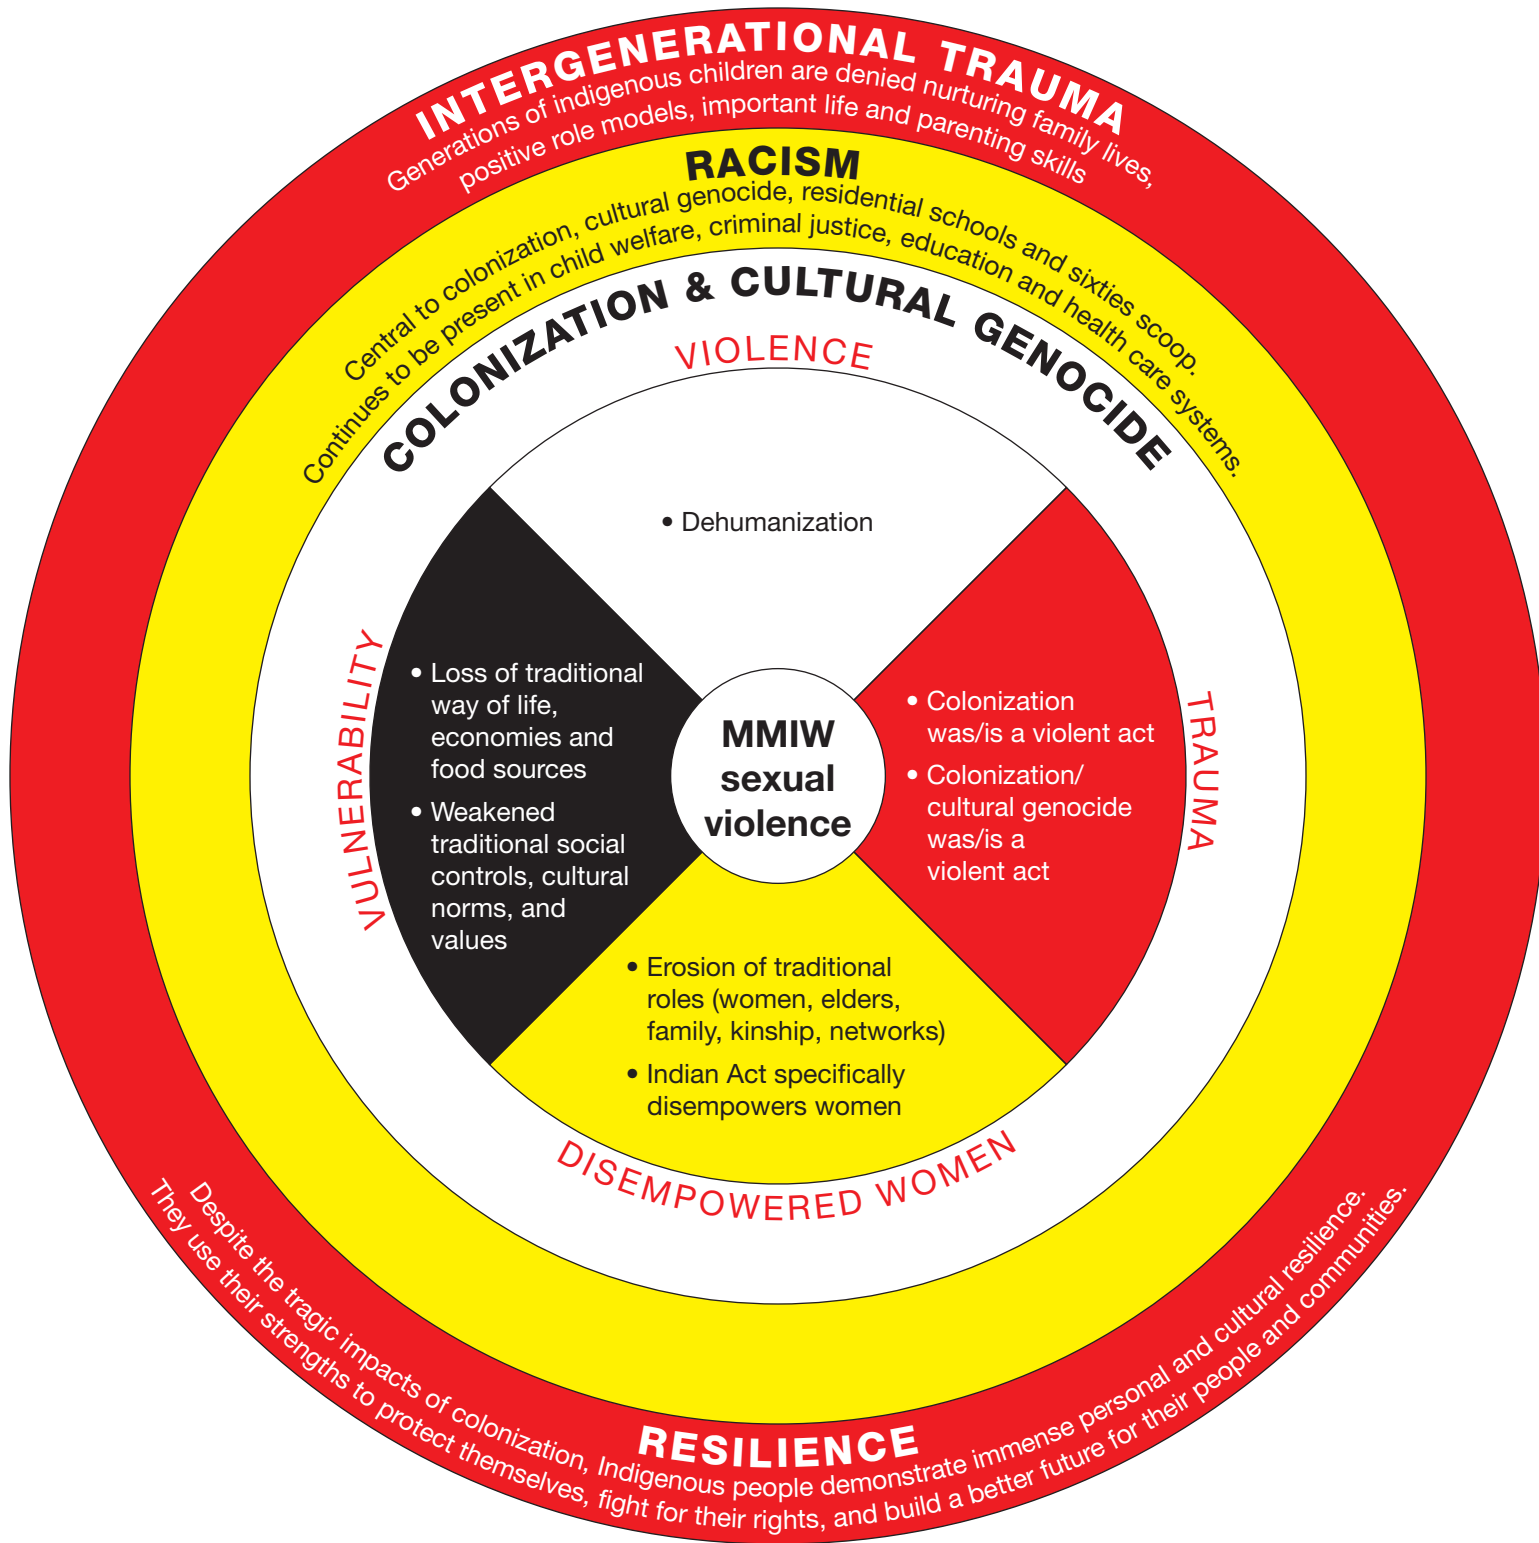 INTERGENERATIONAL TRAUMA
Generations of indigenous children are denied nurturing family lives,
positive role models, important life and parenting skills
RACISM
Central to colonization, cultural genocide, residential schools and sixties scoop.
Continues to be present in child welfare, criminal justice, education and health care systems.
COLONIZATION & CULTURAL GENOCIDE
VIOLENCE
• Dehumanization
VULNERABILITY
• Loss of traditional
way of life,
economies and
food sources
• Weakened
traditional social
controls, cultural
norms, and
values
MMIW
sexual
violence
• Colonization
was/is a violent act
• Colonization/
cultural genocide
was/is a
violent act
TRAUMA
• Erosion of traditional
roles (women, elders,
family, kinship, networks)
• Indian Act specifically
disempowers women
DISEMPOWERED WOMEN
RESILIENCE
Despite the tragic impacts of colonization, Indigenous people demonstrate immense personal and cultural resilience.
They use their strengths to protect themselves, fight for their rights, and build a better future for their people and communities.